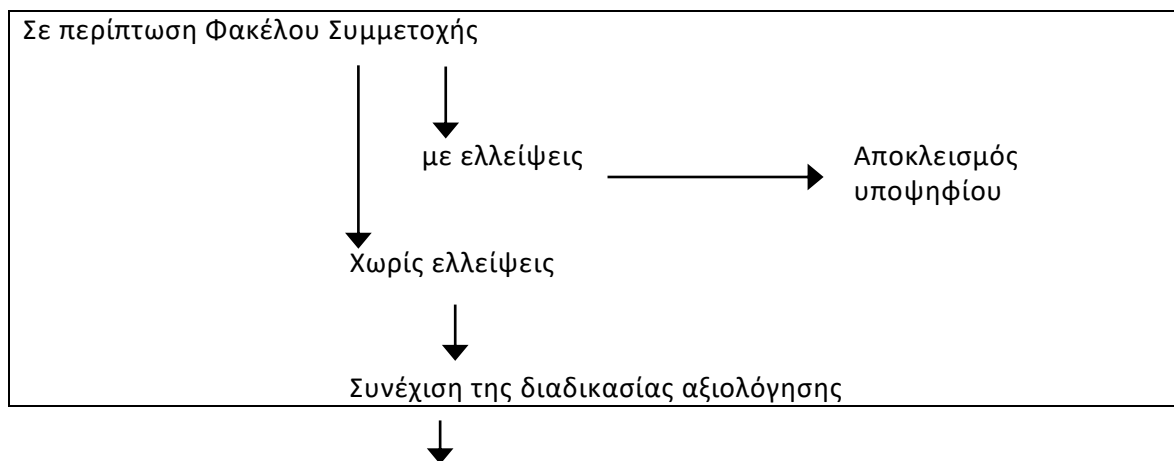 Σε περίπτωση Φακέλου Συμμετοχής
με ελλείψεις
Αποκλεισμός
υποψηφίου
Χωρίς ελλείψεις
Συνέχιση της διαδικασίας αξιολόγησης